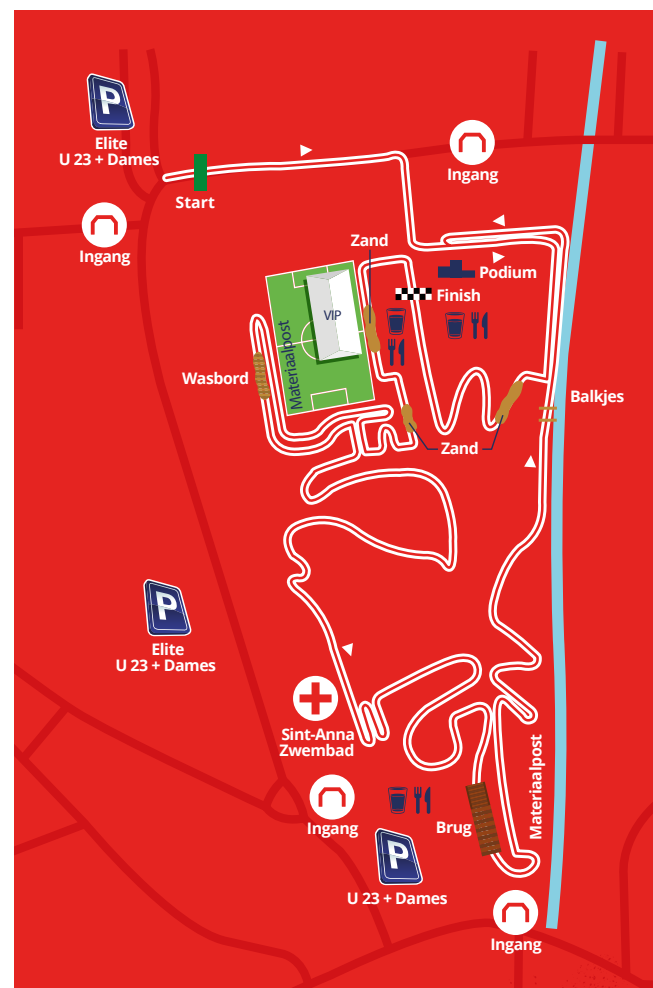 P
Elite
U 23 + Dames
Start
Ingang
Ingang
Zand
Podium
Finish
VIP
Materiaalpost
Wasbord
Balkjes
Zand
P
Elite
U 23 + Dames
Sint-Anna
Zwembad
Ingang
Brug
Materiaalpost
P
U 23 + Dames
Ingang